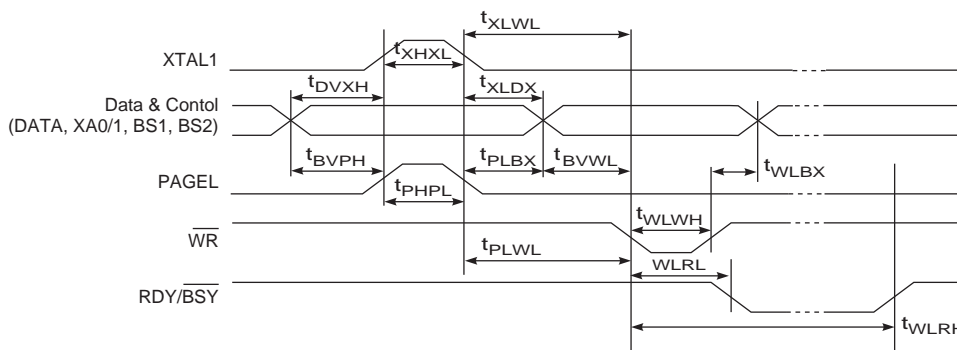 tXLWL
XTAL1
tXHXL
tDVXH
tXLDX
Data & Contol
(DATA, XA0/1, BS1, BS2)
tBVPH
tPLBX
tBVWL
tWLBX
PAGEL
tPHPL
WR
tWLWH
tPLWL
WLRL
RDY/BSY
tWLRH